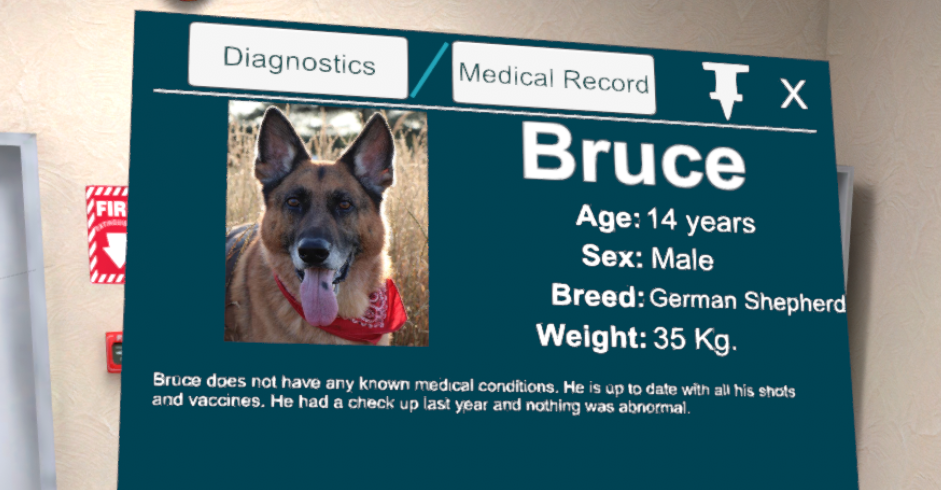 Diagnostics
Medical Record
X
Bruce
Age: 14 years
Sex: Male
Breed: German Shepherd
Weight: 35 Kg.
Bruce does not have any known medical conditions. He is up to date with all his shots
and vaccines. He had a check up last year and nothing was abnormal.
FIR